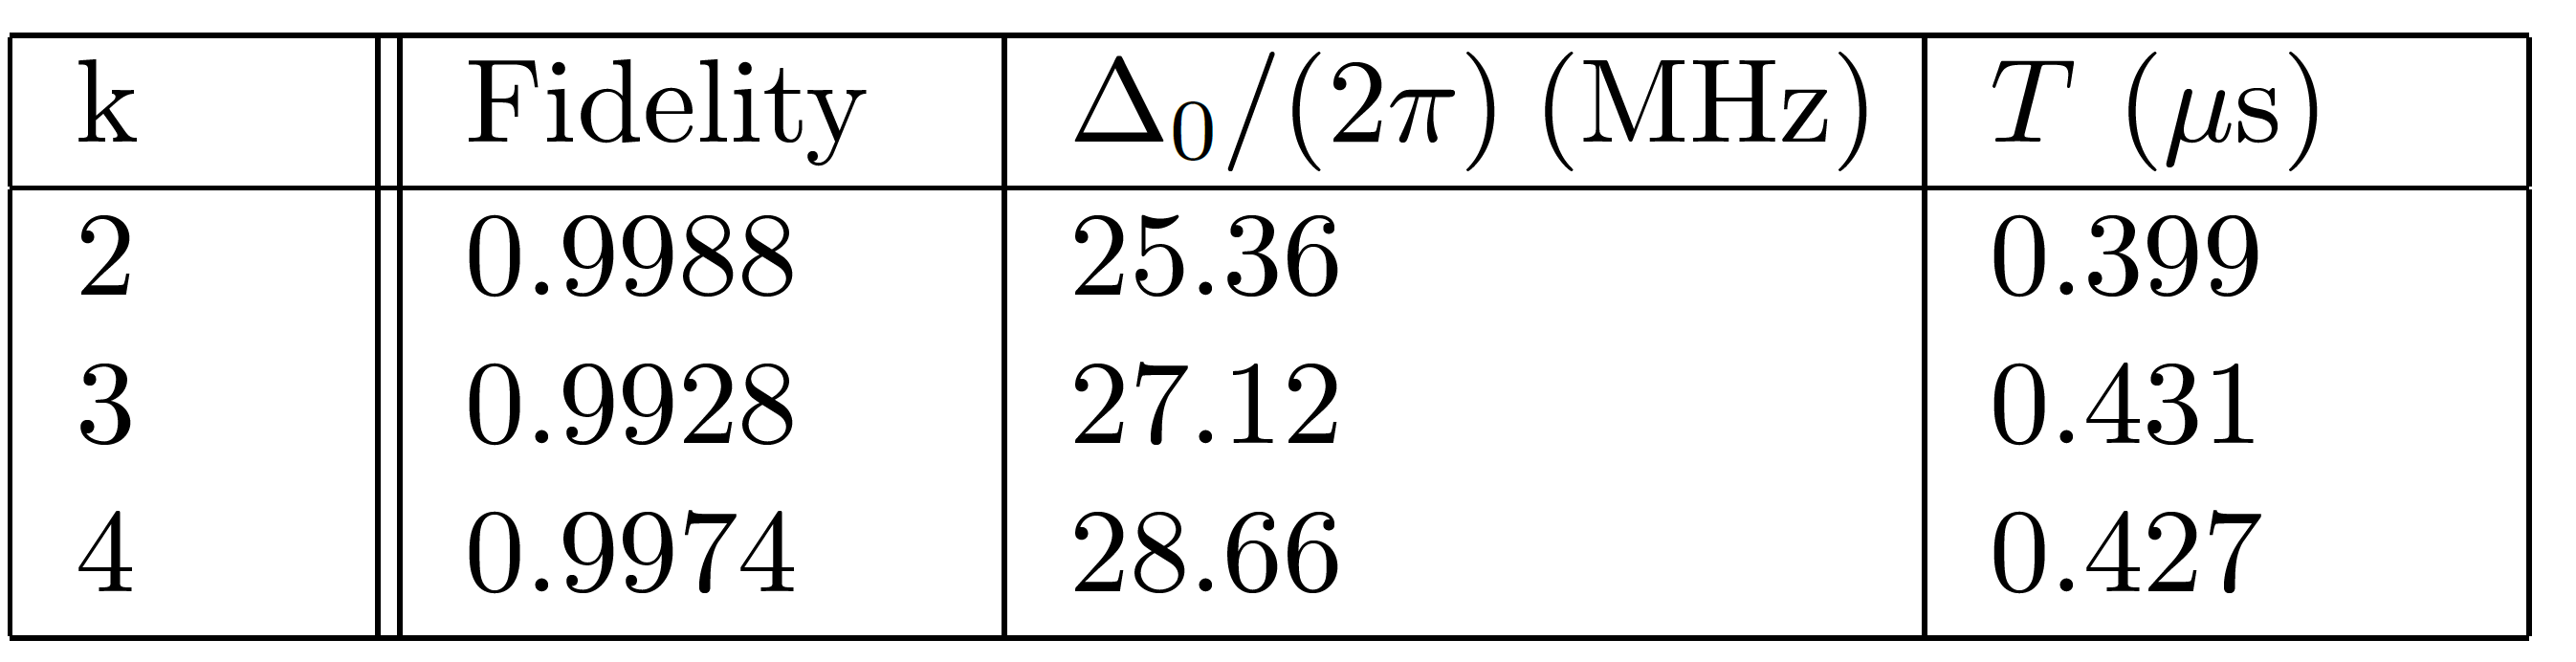 k Fidelity Δ₀/(2π) (MHz) T (μs)
2 0.9988 25.36 0.399
3 0.9928 27.12 0.431
4 0.9974 28.66 0.427